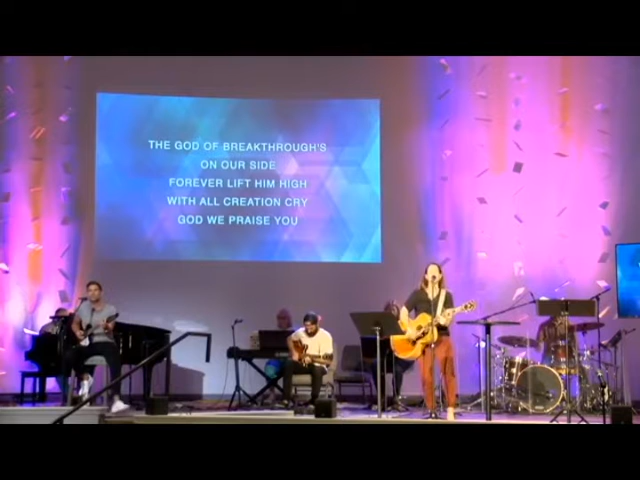 THE GOD OF BREAKTHROUGH'S
ON OUR SIDE
FOREVER LIFT HIM HIGH
WITH ALL CREATION CRY
GOD WE PRAISE YOU